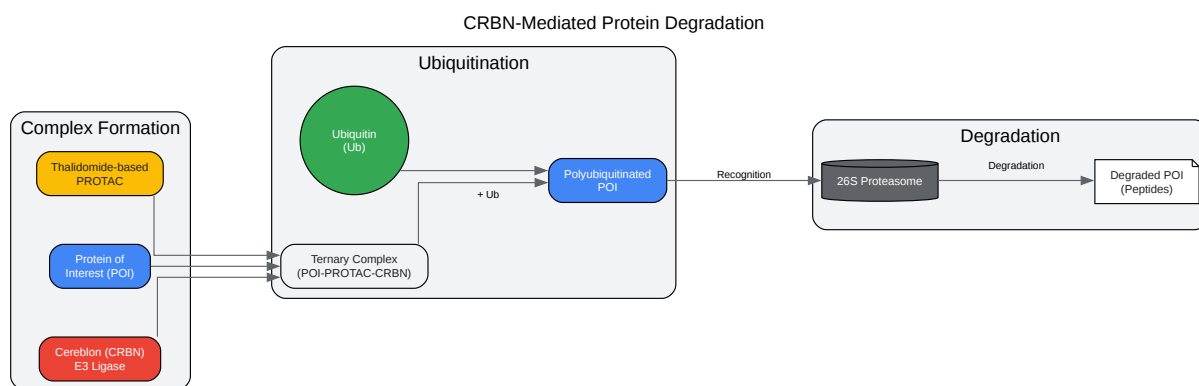 CRBN-Mediated Protein Degradation
Complex Formation
Thalidomide-based
PROTAC
Protein of
Interest (POI)
Cereblon (CRBN)
E3 Ligase
Ubiquitination
Ubiquitin
(Ub)
Ternary Complex
(POI-PROTAC-CRBN)
+ Ub
Polyubiquitinated
POI
Recognition
Degradation
26S Proteasome
Degradation
Degraded POI
(Peptides)